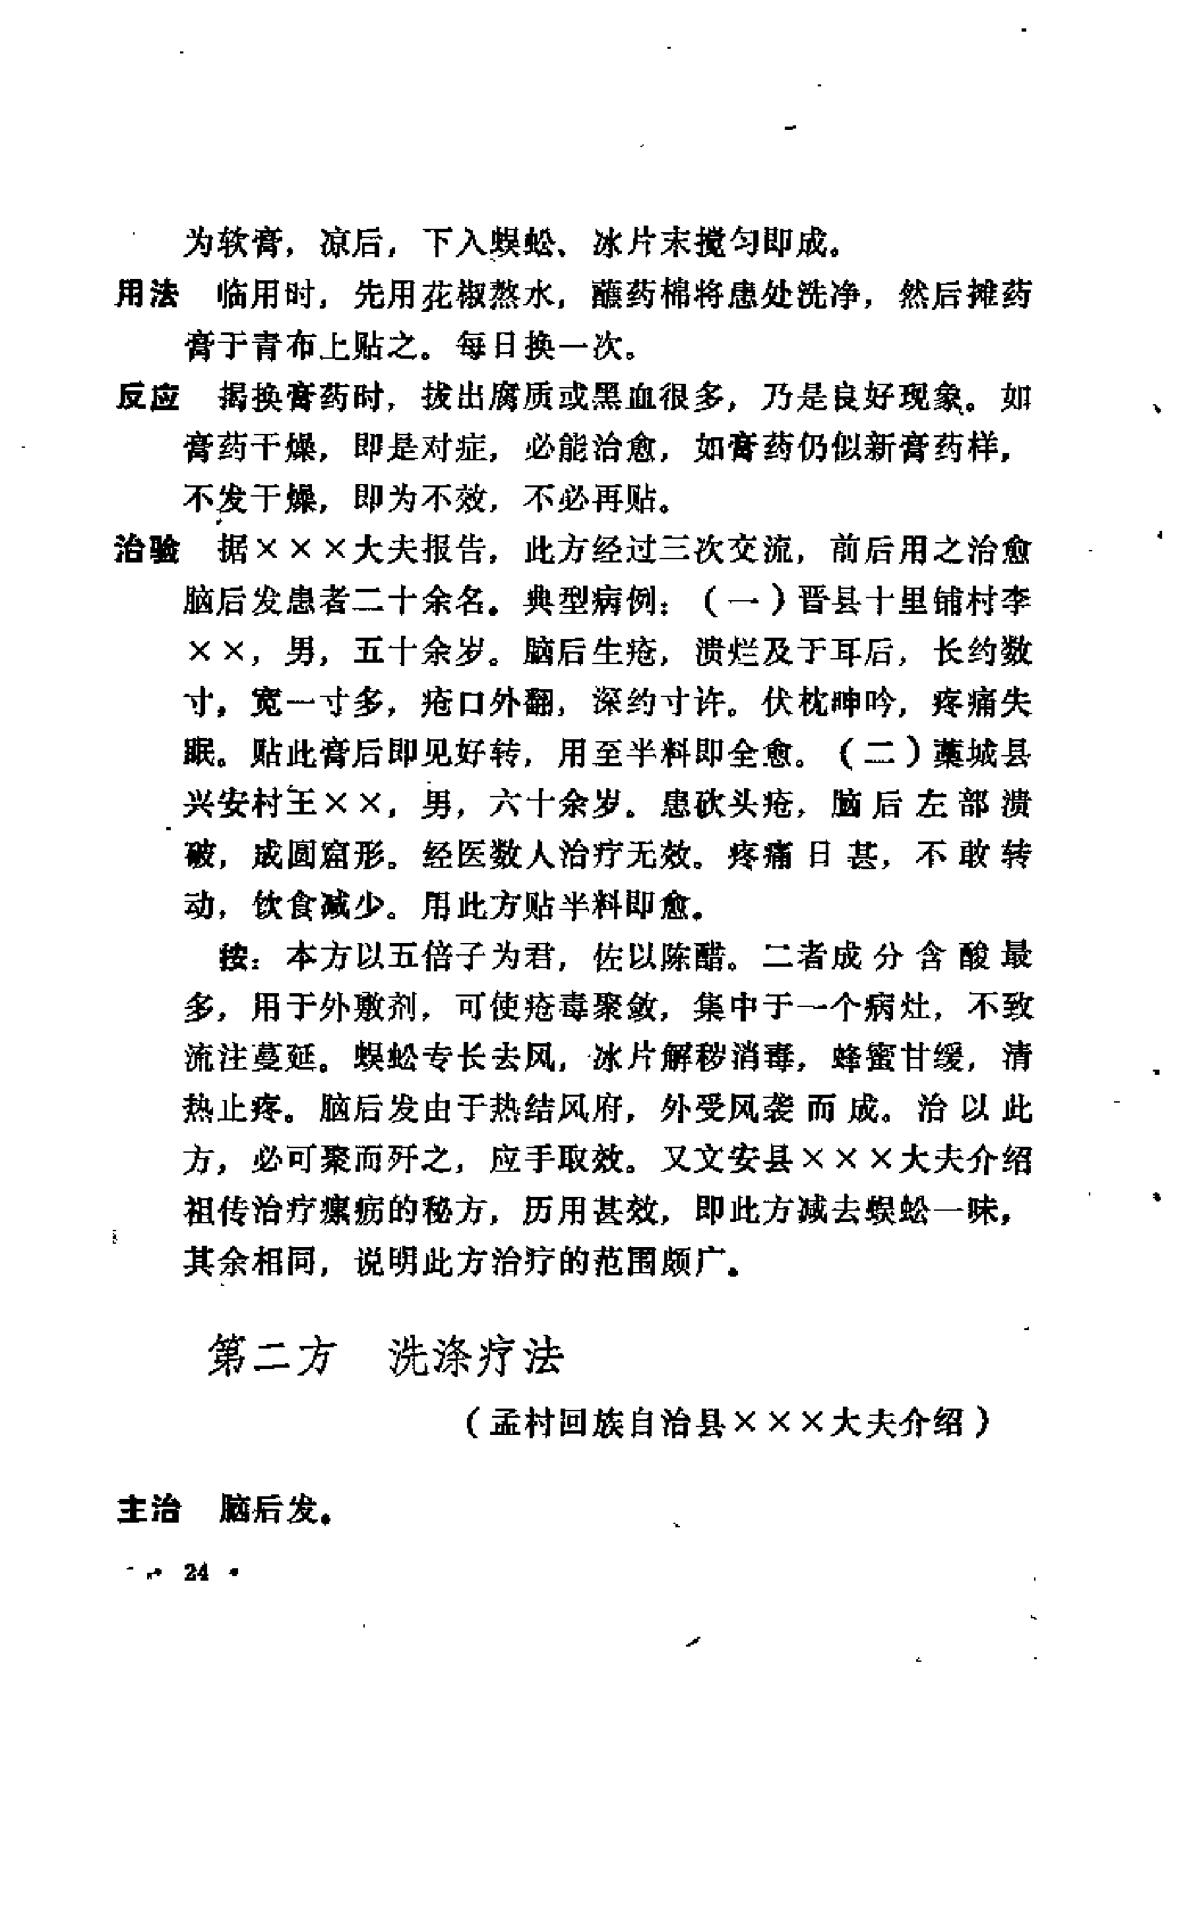 为软膏，凉后，下入蜈蚣、冰片末搅匀即成。
用法　临用时，先用花椒熬水，蘸药棉将患处洗净，然后摊药
膏于青布上贴之。每日换一次。
反应　揭换膏药时，拔出腐质或黑血很多，乃是良好现象。如
膏药干燥，即是对症，必能治愈，如膏药仍似新膏药样，
不发干燥，即为不效，不必再贴。
治验　据×××大夫报告，此方经过三次交流，前后用之治愈
脑后发患者二十余名。典型病例：（一）晋县十里铺村李
××，男，五十余岁。脑后生疮，溃烂及于耳后，长约数
寸，宽一寸多，疮口外翻，深约寸许。伏枕呻吟，疼痛失
眠。贴此膏后即见好转，用至半料即全愈。（二）藁城县
兴安村王××，男，六十余岁。患砍头疮，脑后左部溃
破，成圆窟形。经医数人治疗无效。疼痛日甚，不敢转
动，饮食减少。用此方贴半料即愈。
按：本方以五倍子为君，佐以陈醋。二者成分含酸最
多，用于外敷剂，可使疮毒聚敛，集中于一个病灶，不致
流注蔓延。蜈蚣专长去风，冰片解秽消毒，蜂蜜甘缓，清
热止疼。脑后发由于热结风府，外受风袭而成。治以此
方，必可聚而歼之，应手取效。又文安县×××大夫介绍
祖传治疗瘰疬的秘方，历用甚效，即此方减去蜈蚣一味，
其余相同，说明此方治疗的范围颇广。
第二方　洗涤疗法
（孟村回族自治县×××大夫介绍）
主治　脑后发。
· 24 ·